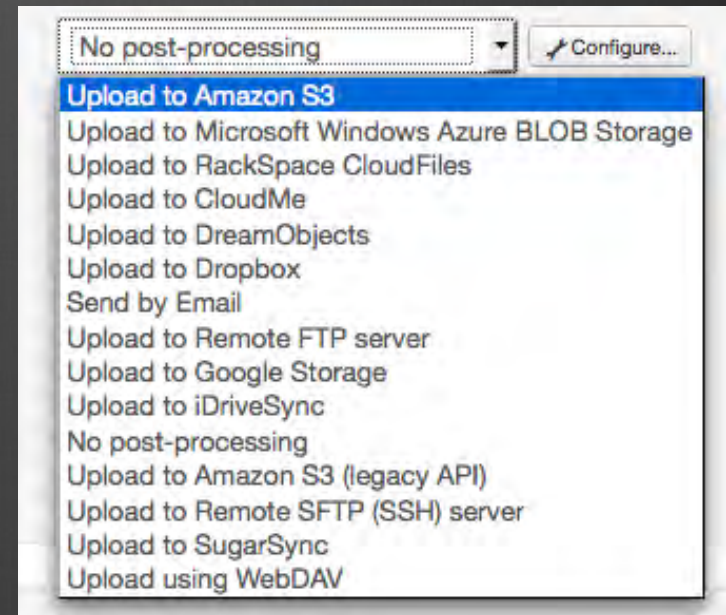 No post-processing
Configure...
Upload to Amazon S3
Upload to Microsoft Windows Azure BLOB Storage
Upload to RackSpace CloudFiles
Upload to CloudMe
Upload to DreamObjects
Upload to Dropbox
Send by Email
Upload to Remote FTP server
Upload to Google Storage
Upload to iDriveSync
No post-processing
Upload to Amazon S3 (legacy API)
Upload to Remote SFTP (SSH) server
Upload to SugarSync
Upload using WebDAV